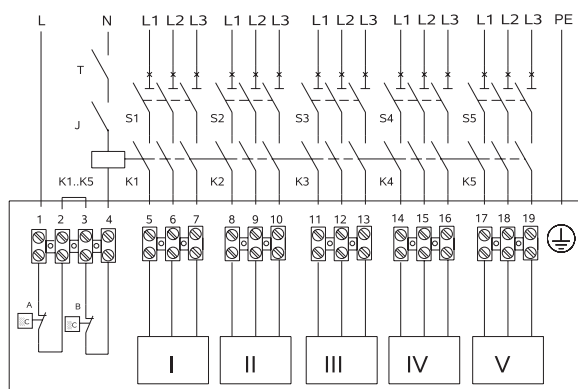 L N L1 L2 L3 L1 L2 L3 L1 L2 L3 L1 L2 L3 L1 L2 L3 PE
T
J
S1 S2 S3 S4 S5
K1..K5 K1 K2 K3 K4 K5
1 2 3 4 5 6 7 8 9 10 11 12 13 14 15 16 17 18 19
A B
°C °C
I II III IV V